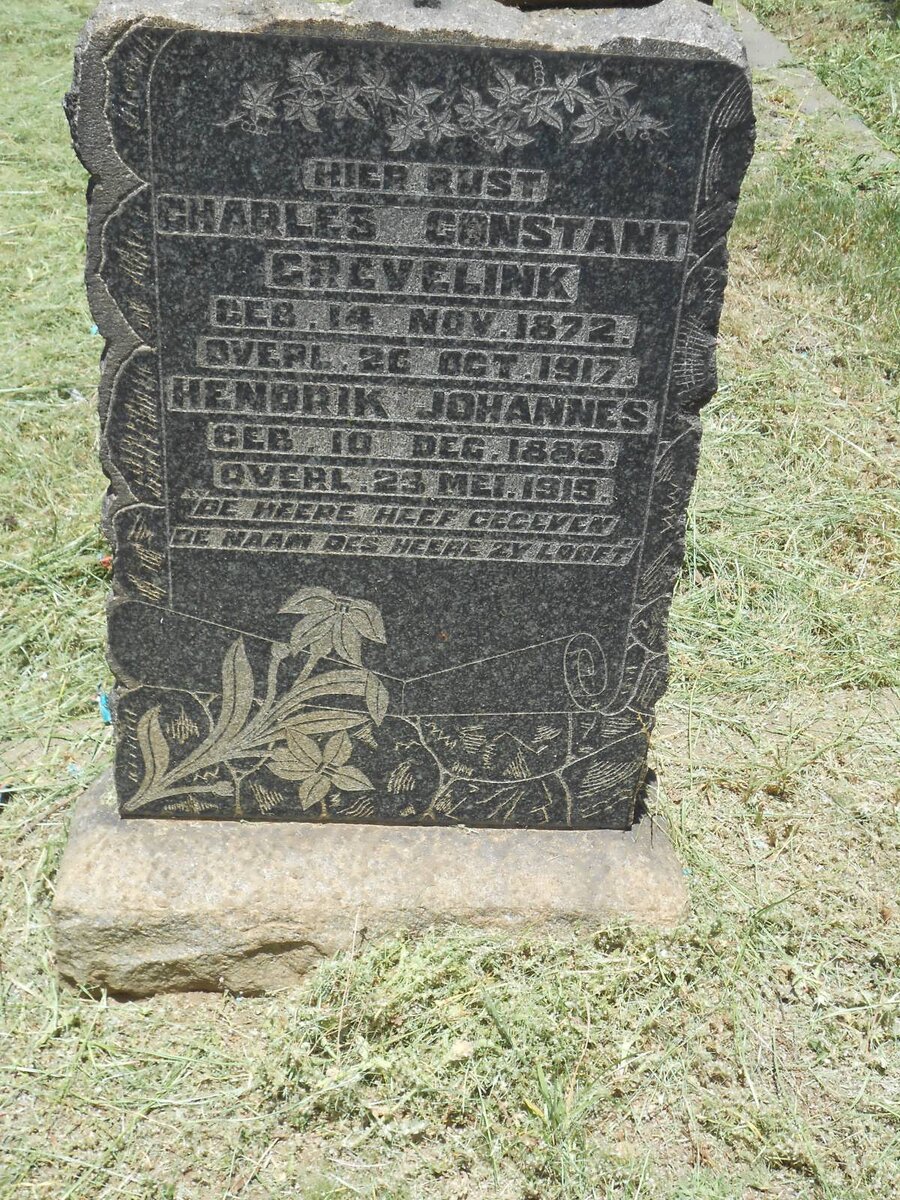 HIER RUST
CHARLES CONSTANT
GREVELINK
GEB. 14 NOV. 1872.
OVERL. 26 OCT. 1917.
HENDRIK JOHANNES
GEB. 10 DEC. 1888.
OVERL. 23 MEI. 1919.
DE HEERE HEEF GEGEVEN
DE NAAM DES HEERE ZY LOOFT